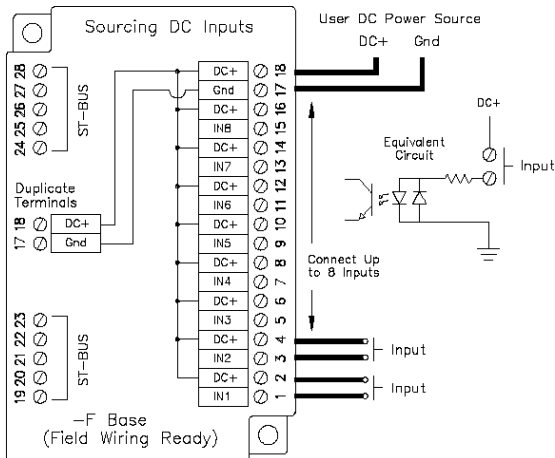 Sourcing DC Inputs
User DC Power Source
DC+ Gnd
28
27
26
25
24
ST-BUS
Duplicate
Terminals
18 DC+
17 Gnd
23
22
21
20
19
ST-BUS
DC+ 18
Gnd 17
DC+ 16
IN8 15
DC+ 14
IN7 13
DC+ 12
IN6 11
DC+ 10
IN5 9
DC+ 8
IN4 7
DC+ 6
IN3 5
DC+ 4
IN2 3
DC+ 2
IN1 1
DC+
Equivalent
Circuit
Input
Connect Up
to 8 Inputs
Input
Input
-F Base
(Field Wiring Ready)